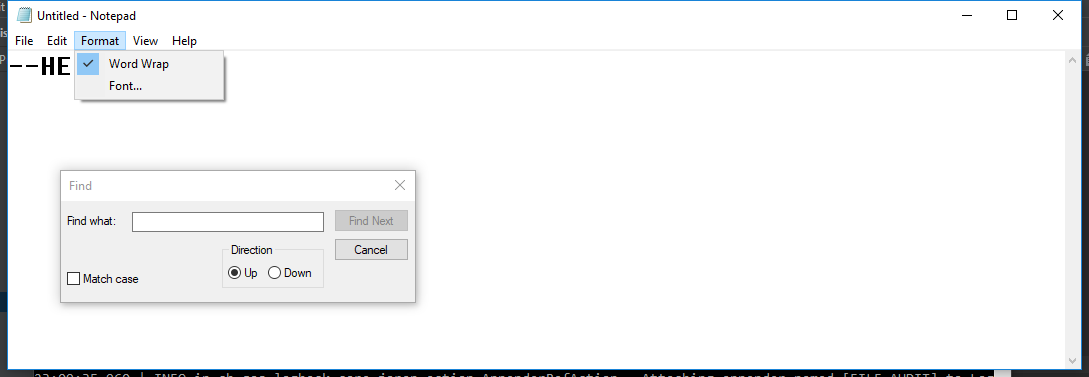 Untitled - Notepad
File Edit Format View Help
--HE
Word Wrap
Font...
Find
Find what:
Find Next
Cancel
Direction
Up Down
Match case